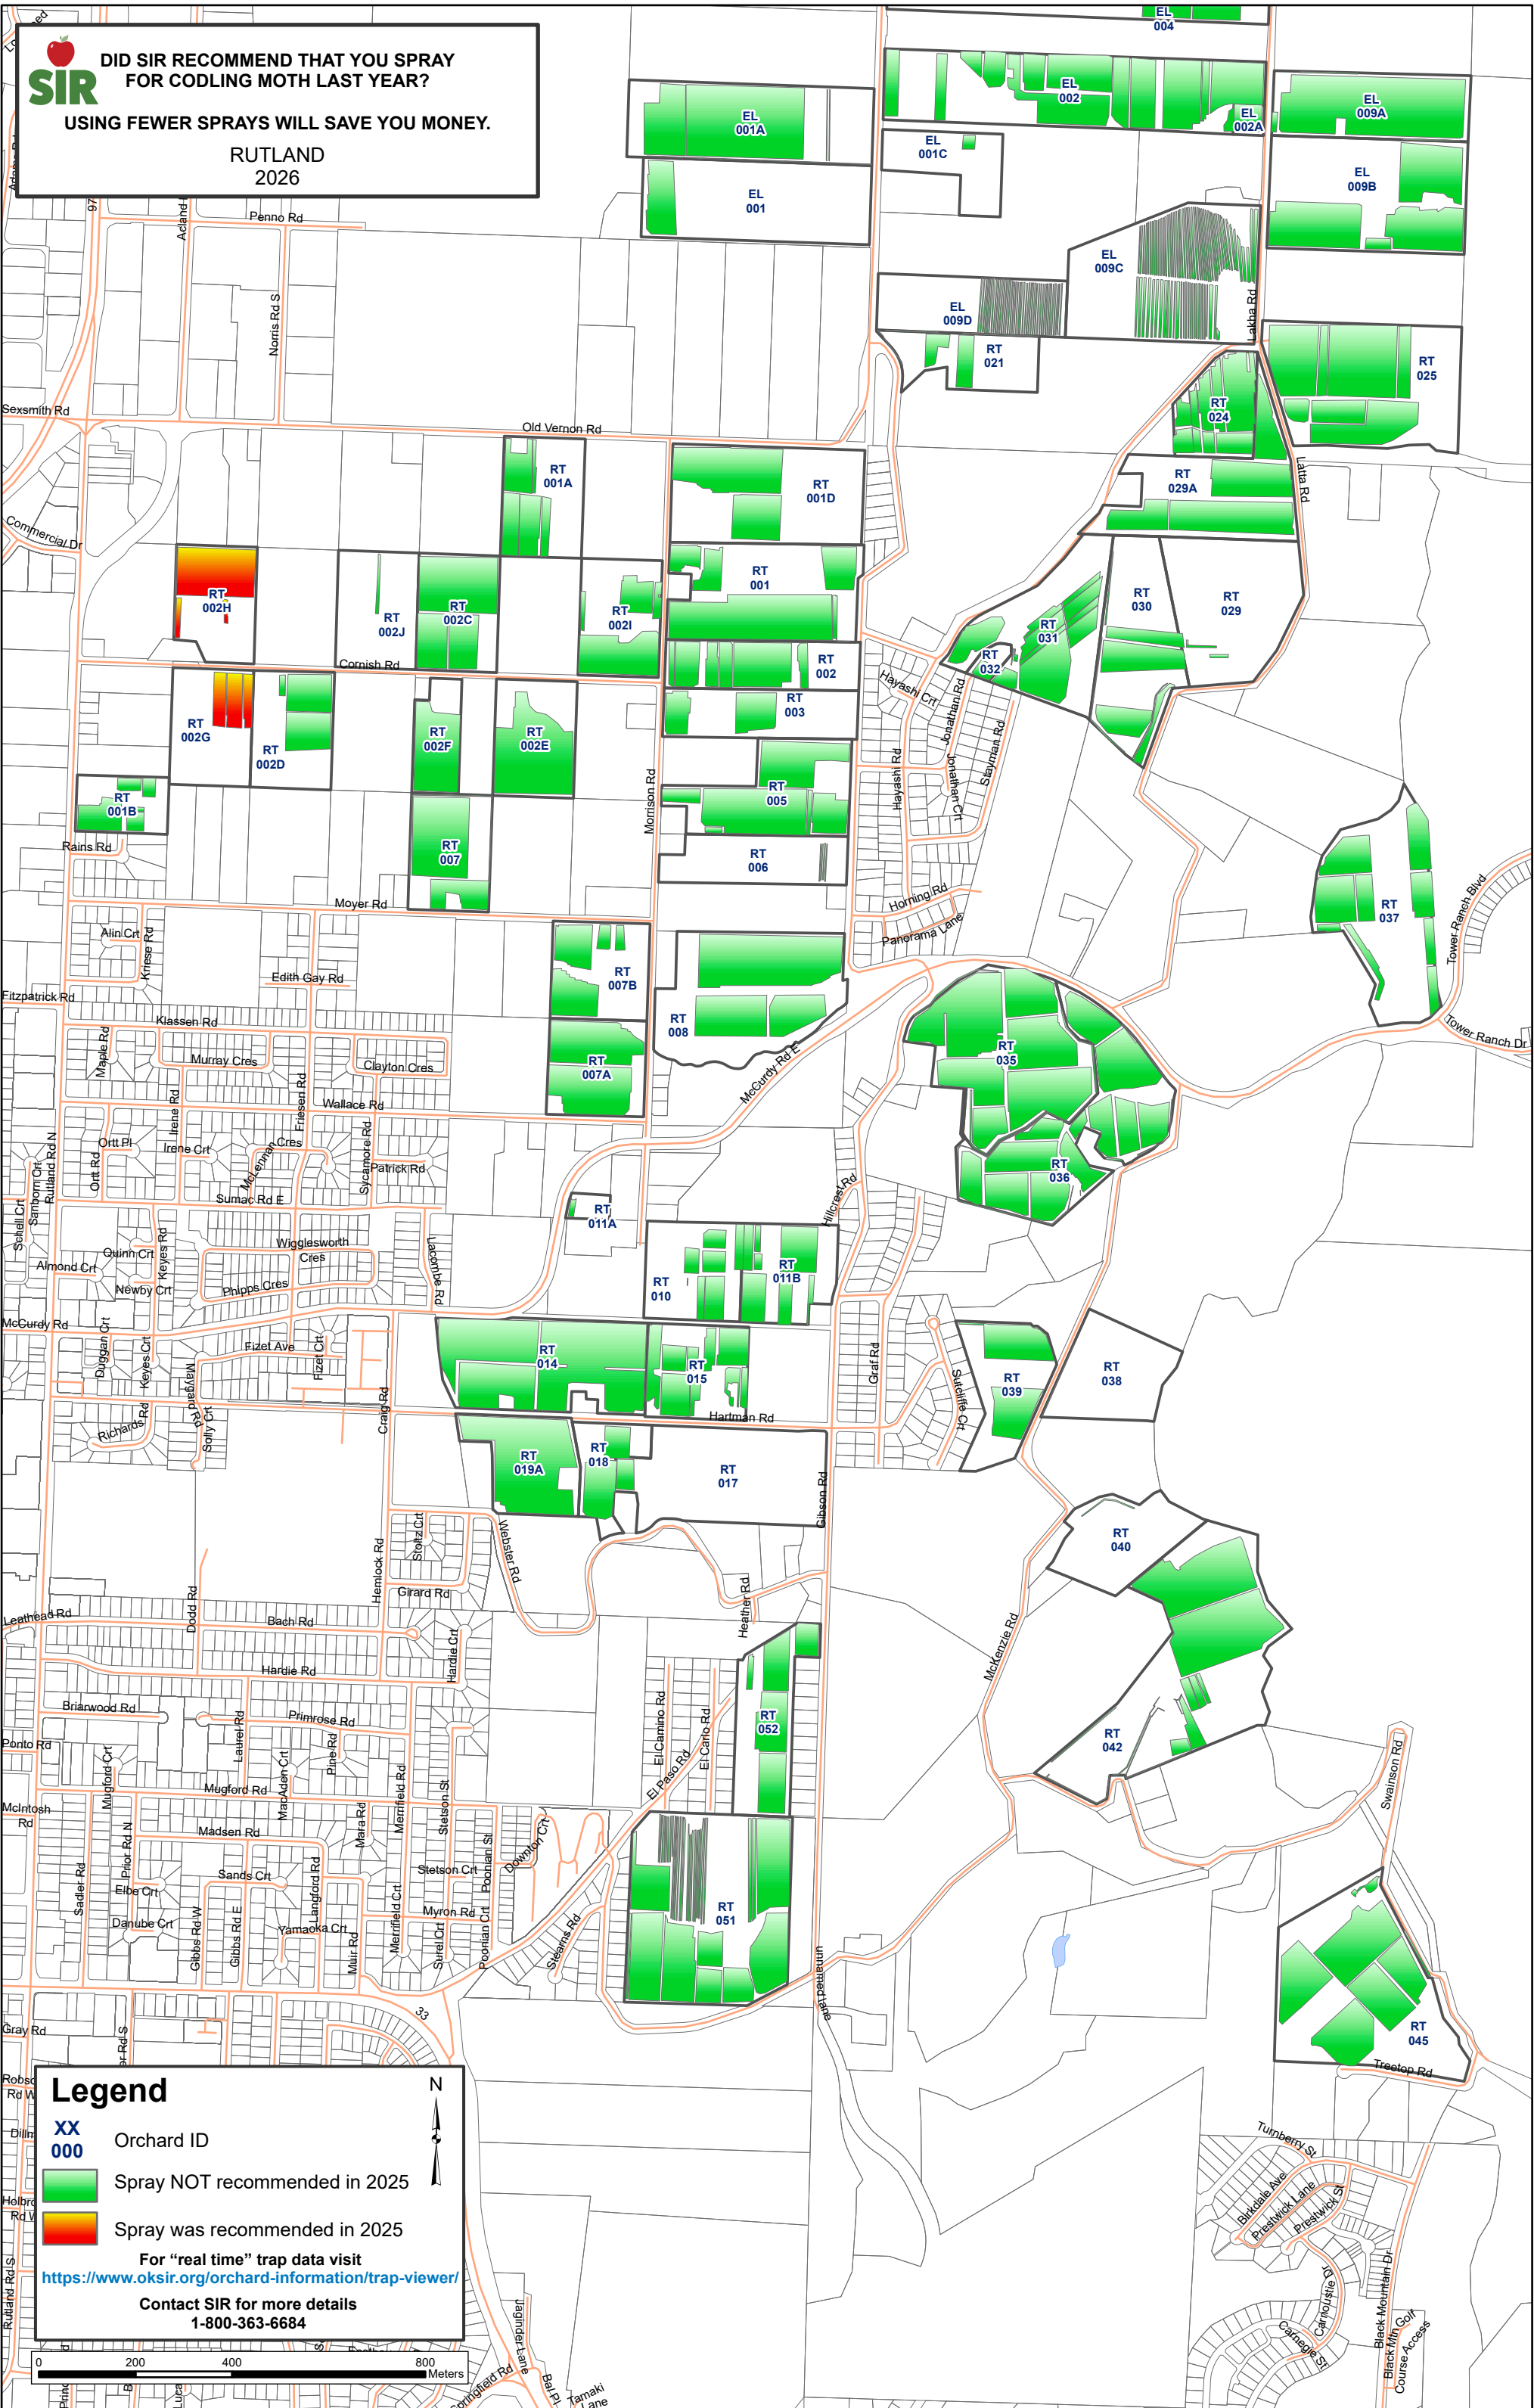 SIR
DID SIR RECOMMEND THAT YOU SPRAY
FOR CODLING MOTH LAST YEAR?
USING FEWER SPRAYS WILL SAVE YOU MONEY.
RUTLAND
2026
EL
004
EL
002
EL
002A
EL
001A
EL
001C
EL
001
EL
009A
EL
009B
EL
009C
EL
009D
97
Acland
Penno Rd
Norris Rd S
Lakha Rd
RT
021
RT
025
RT
024
Sexsmith Rd
Old Vernon Rd
Latta Rd
RT
001A
RT
001D
RT
029A
Commercial Dr
RT
002H
RT
002J
RT
002C
RT
002I
RT
001
RT
030
RT
029
RT
031
RT
032
Cornish Rd
RT
002
RT
003
Hayashi Crt
Jonathan Rd
Stayman Rd
Hayashi Rd
Jonathan Crt
RT
002G
RT
002D
RT
002F
RT
002E
Morrison Rd
RT
005
RT
001B
Rains Rd
RT
007
RT
006
Moyer Rd
Horning Rd
Panorama Lane
RT
037
Tower Ranch Blvd
Tower Ranch Dr
Alin Crt
Kriese Rd
Edith Gay Rd
RT
007B
RT
008
Fitzpatrick Rd
Klassen Rd
Maple Rd
Murray Cres
Clayton Cres
RT
007A
McCurdy Rd E
RT
035
Irene Rd
Friesen Rd
Wallace Rd
Ortt Pl
Irene Crt
McLennan
Cres
Sycamore Rd
Patrick Rd
Rutland Rd N
Ortt Rd
Sanborn Crt
Schell Crt
Sumac Rd E
RT
036
Hillcrest Rd
RT
011A
Quinn Crt
Keyes Rd
Wigglesworth
Cres
Lacombe Rd
Almond Crt
Newby Crt
Phipps Cres
RT
010
RT
011B
McCurdy Rd
Duggan Crt
Keyes Crt
Fizet Ave
Fizet Crt
RT
014
RT
015
Graf Rd
Sutcliffe Crt
RT
039
RT
038
Maygard Rd
Solly Crt
Richards
Rd
Craig Rd
Hartman Rd
RT
019A
RT
018
RT
017
Gibson Rd
Stoltz Crt
Webster Rd
Hemlock Rd
Girard Rd
Heather Rd
RT
040
Leathead Rd
Dodd Rd
Bach Rd
Hardie Crt
Hardie Rd
McKenzie Rd
Briarwood Rd
Laurel Rd
Primrose Rd
Pine Rd
Ponto Rd
El Camino Rd
El Carlo Rd
El Paso Rd
RT
052
RT
042
Swainson Rd
Mugford Crt
Mugford Rd
MacAden Crt
Merrifield Rd
Stetson St
McIntosh
Rd
Madsen Rd
Mara Rd
Prior Rd N
Sands Crt
Langford Rd
Stetson Crt
Poonian St
Downton Crt
Sadler Rd
Elbe Crt
Danube Crt
Gibbs Rd W
Gibbs Rd E
Yamaoka Crt
Muir Rd
Merrifield Crt
Myron Rd
Surel Crt
Poonian Crt
Stearns Rd
RT
051
unnamed lane
RT
045
Treetop Rd
33
Gray Rd
Legend
N
XX
000
Orchard ID
Spray NOT recommended in 2025
Spray was recommended in 2025
For “real time” trap data visit
https://www.oksir.org/orchard-information/trap-viewer/
Contact SIR for more details
1-800-363-6684
0 200 400 800
Meters
Rutland Rd S
Springfield Rd
Jaginder Lane
Bal Pl
Tamaki
Lane
Turnberry St
Birkdale Ave
Prestwick Lane
Prestwick St
Carnoustie Dr
Carnegie St
Black Mountain Dr
Black Mtn Golf
Course Access